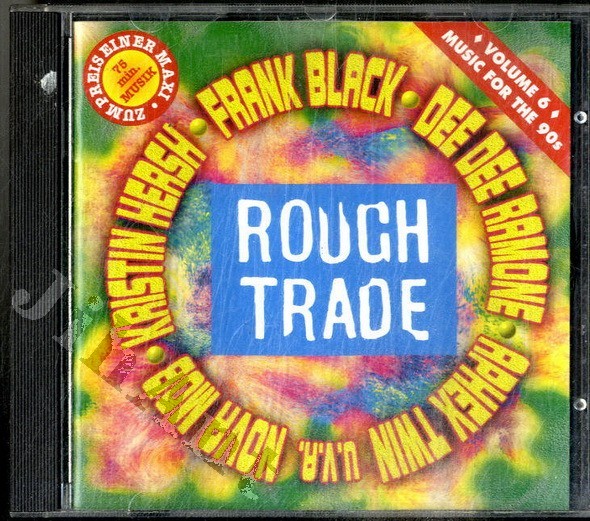 ZUM PREIS EINER MAXI •
75
min.
MUSIK
♦ VOLUME 6 ♦
MUSIC FOR THE 90s
FRANK BLACK • DEE DEE RAMONE • APHEX TWIN U.V.A. NOVA MOB • KRISTIN HERSH •
ROUGH
TRADE